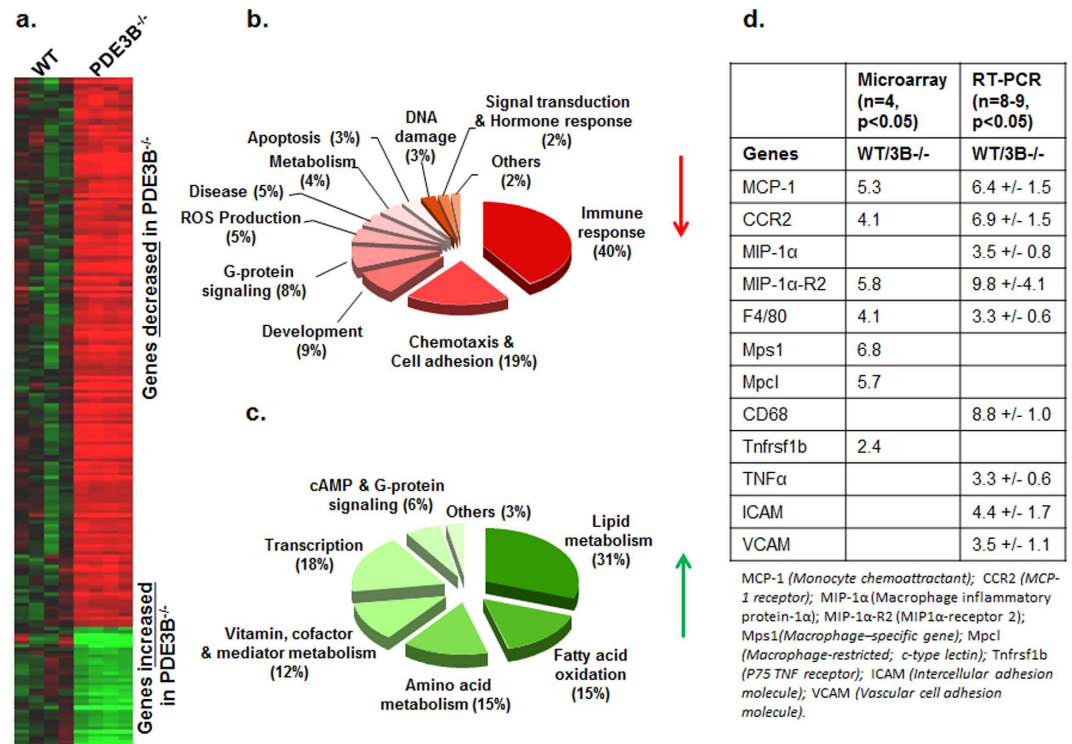 a.
WT
PDE3B-/-
Genes decreased in PDE3B-/-
Genes increased
in PDE3B-/-
b.
Signal transduction
& Hormone response
(2%)
DNA
damage
(3%)
Others
(2%)
Apoptosis (3%)
Metabolism
(4%)
Disease (5%)
ROS Production
(5%)
G-protein
signaling (8%)
Development
(9%)
Chemotaxis &
Cell adhesion (19%)
Immune
response
(40%)
c.
cAMP & G-protein
signaling (6%)
Others (3%)
Lipid
metabolism
(31%)
Transcription
(18%)
Vitamin, cofactor
& mediator metabolism
(12%)
Amino acid
metabolism (15%)
Fatty acid
oxidation
(15%)
d.
Microarray
(n=4,
p<0.05)
RT-PCR
(n=8-9,
p<0.05)
Genes WT/3B-/- WT/3B-/-
MCP-1 5.3 6.4 +/- 1.5
CCR2 4.1 6.9 +/- 1.5
MIP-1α 3.5 +/- 0.8
MIP-1α-R2 5.8 9.8 +/-4.1
F4/80 4.1 3.3 +/- 0.6
Mps1 6.8
MpcI 5.7
CD68 8.8 +/- 1.0
Tnfrsf1b 2.4
TNFα 3.3 +/- 0.6
ICAM 4.4 +/- 1.7
VCAM 3.5 +/- 1.1
MCP-1 (Monocyte chemoattractant); CCR2 (MCP-
1 receptor); MIP-1α (Macrophage inflammatory
protein-1α); MIP-1α-R2 (MIP1α-receptor 2);
Mps1(Macrophage–specific gene); Mpcl
(Macrophage-restricted; c-type lectin); Tnfrsf1b
(P75 TNF receptor); ICAM (Intercellular adhesion
molecule); VCAM (Vascular cell adhesion
molecule).